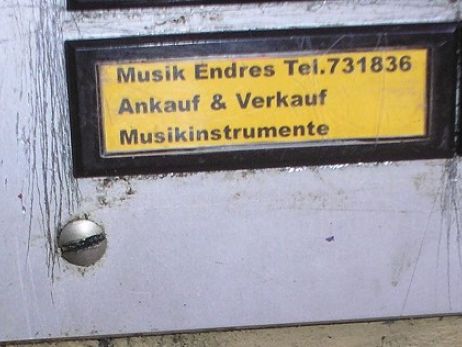 Musik Endres Tel.731836
Ankauf & Verkauf
Musikinstrumente